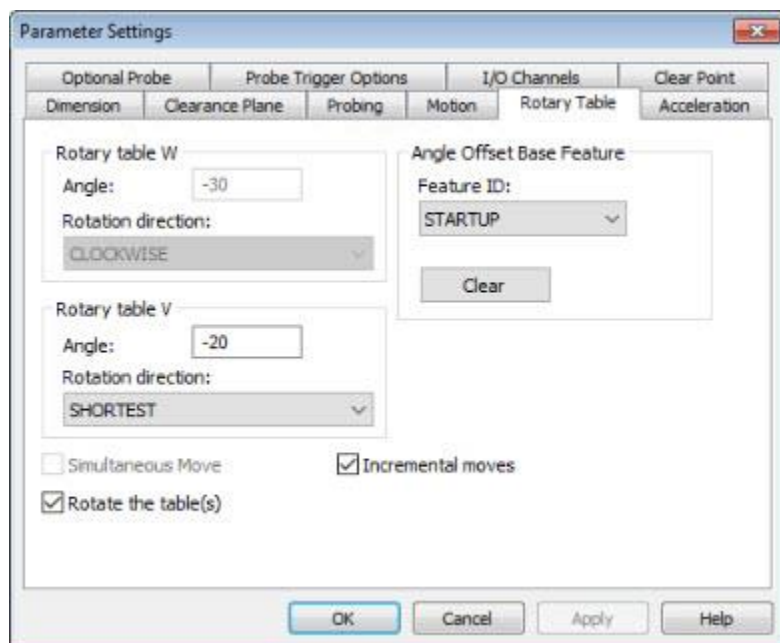 Parameter Settings
Optional Probe Probe Trigger Options I/O Channels Clear Point
Dimension Clearance Plane Probing Motion Rotary Table Acceleration
Rotary table W
Angle: -30
Rotation direction:
CLOCKWISE
Angle Offset Base Feature
Feature ID:
STARTUP
Clear
Rotary table V
Angle: -20
Rotation direction:
SHORTEST
Simultaneous Move Incremental moves
Rotate the table(s)
OK Cancel Apply Help